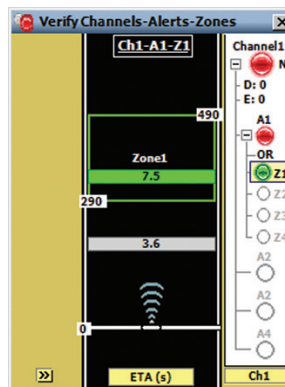 Verify Channels-Alerts-Zones
Ch1-A1-Z1
490
Zone1
7.5
290
3.6
0
ETA (s)
Channel1
D: 0
E: 0
A1
OR
Z1
Z2
Z3
Z4
A2
A2
A4
Ch1